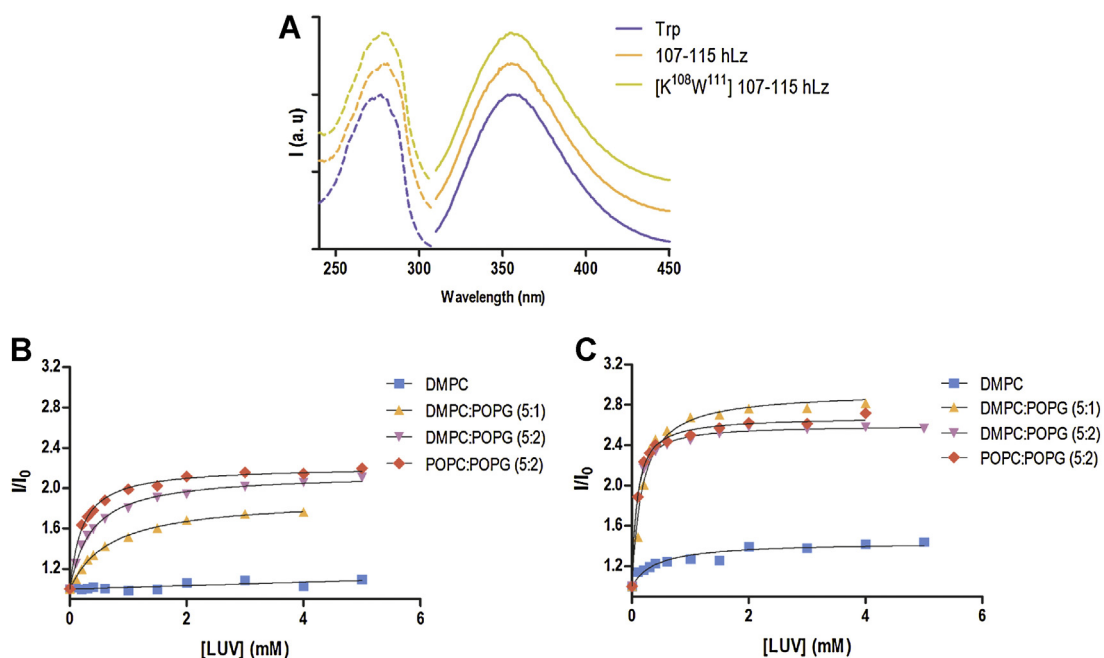 A
Trp
107-115 hLz
[K108W111] 107-115 hLz
I (a. u)
250 300 350 400 450
Wavelength (nm)
B
3.2
2.8
2.4
2.0
1.6
1.2
I/I0
0 2 4 6
[LUV] (mM)
DMPC
DMPC:POPG (5:1)
DMPC:POPG (5:2)
POPC:POPG (5:2)
C
3.2
2.8
2.4
2.0
1.6
1.2
I/I0
0 2 4 6
[LUV] (mM)
DMPC
DMPC:POPG (5:1)
DMPC:POPG (5:2)
POPC:POPG (5:2)